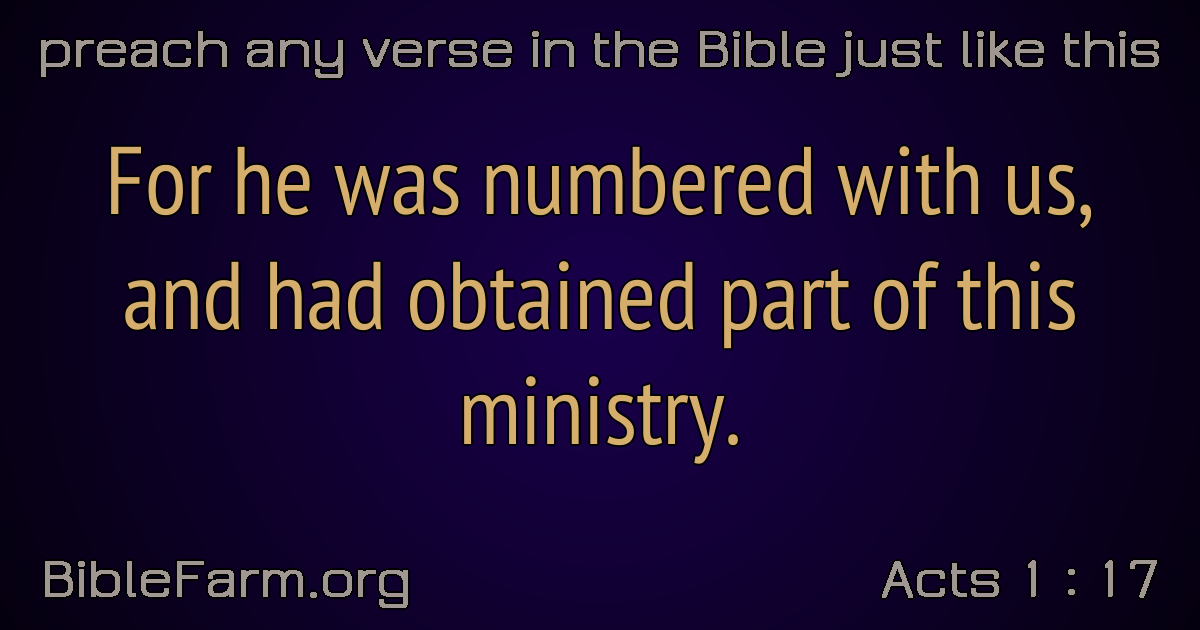 preach any verse in the Bible just like this
For he was numbered with us,
and had obtained part of this
ministry.
BibleFarm.org
Acts 1 : 17